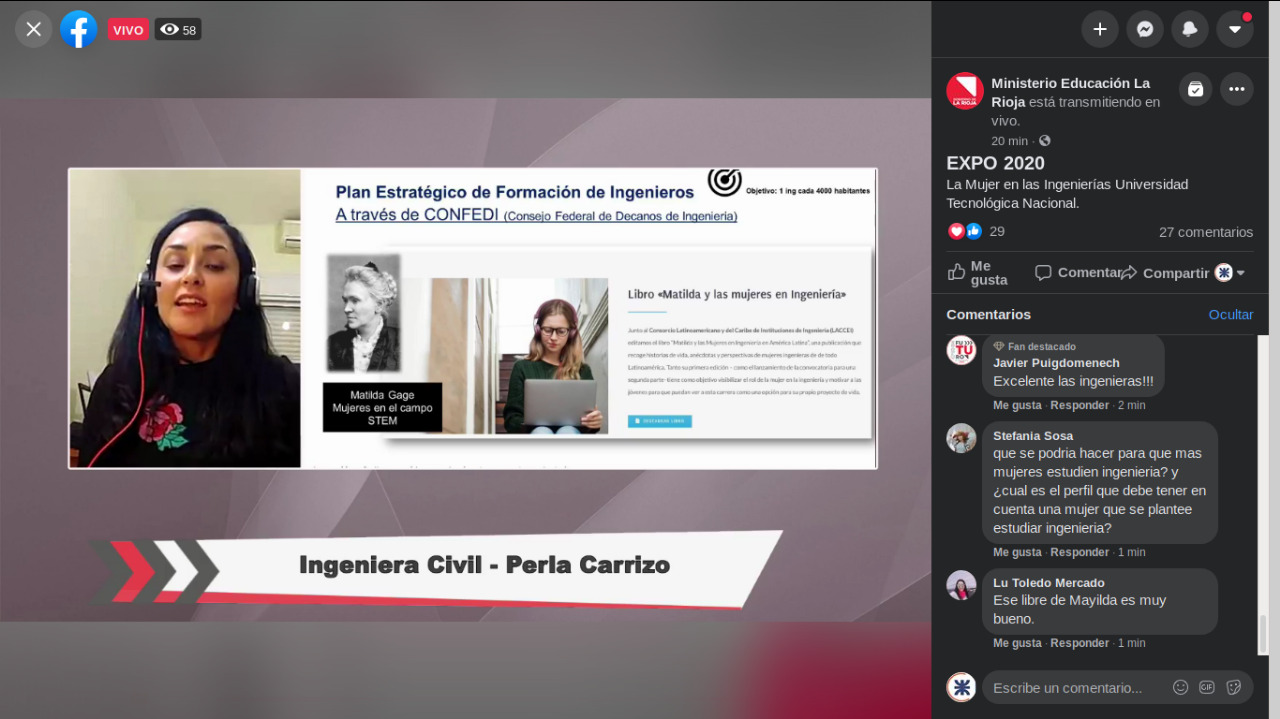 VIVO
58
Plan Estratégico de Formación de Ingenieros
Objetivo: 1 ing cada 4000 habitantes
A través de CONFEDI (Consejo Federal de Decanos de Ingeniería)
Libro «Matilda y las mujeres en Ingeniería»
Junto al Consorcio Latinoamericano y del Caribe de Instituciones de Ingeniería (LACCEI)
editamos el libro "Matilda y las Mujeres en Ingeniería en América Latina", una publicación que
recoge historias de vida, anécdotas y perspectivas de mujeres ingenieras de de todo
Latinoamérica. Tanto su primera edición – como el lanzamiento de la convocatoria para una
segunda parte- tiene como objetivo visibilizar el rol de la mujer en la ingeniería y motivar a las
jóvenes para que puedan ver a esta carrera como una opción para su propio proyecto de vida.
DESCARGAR LIBRO
Matilda Gage
Mujeres en el campo
STEM
Ingeniera Civil - Perla Carrizo
Ministerio Educación La
Rioja está transmitiendo en
vivo.
20 min ·
EXPO 2020
La Mujer en las Ingenierías Universidad
Tecnológica Nacional.
29
27 comentarios
Me
gusta
Comentar
Compartir
Comentarios
Ocultar
Fan destacado
Javier Puigdomenech
Excelente las ingenieras!!!
Me gusta · Responder · 2 min
Stefania Sosa
que se podria hacer para que mas
mujeres estudien ingenieria? y
¿cual es el perfil que debe tener en
cuenta una mujer que se plantee
estudiar ingenieria?
Me gusta · Responder · 1 min
Lu Toledo Mercado
Ese libre de Mayilda es muy
bueno.
Me gusta · Responder · 1 min
Escribe un comentario...
GIF